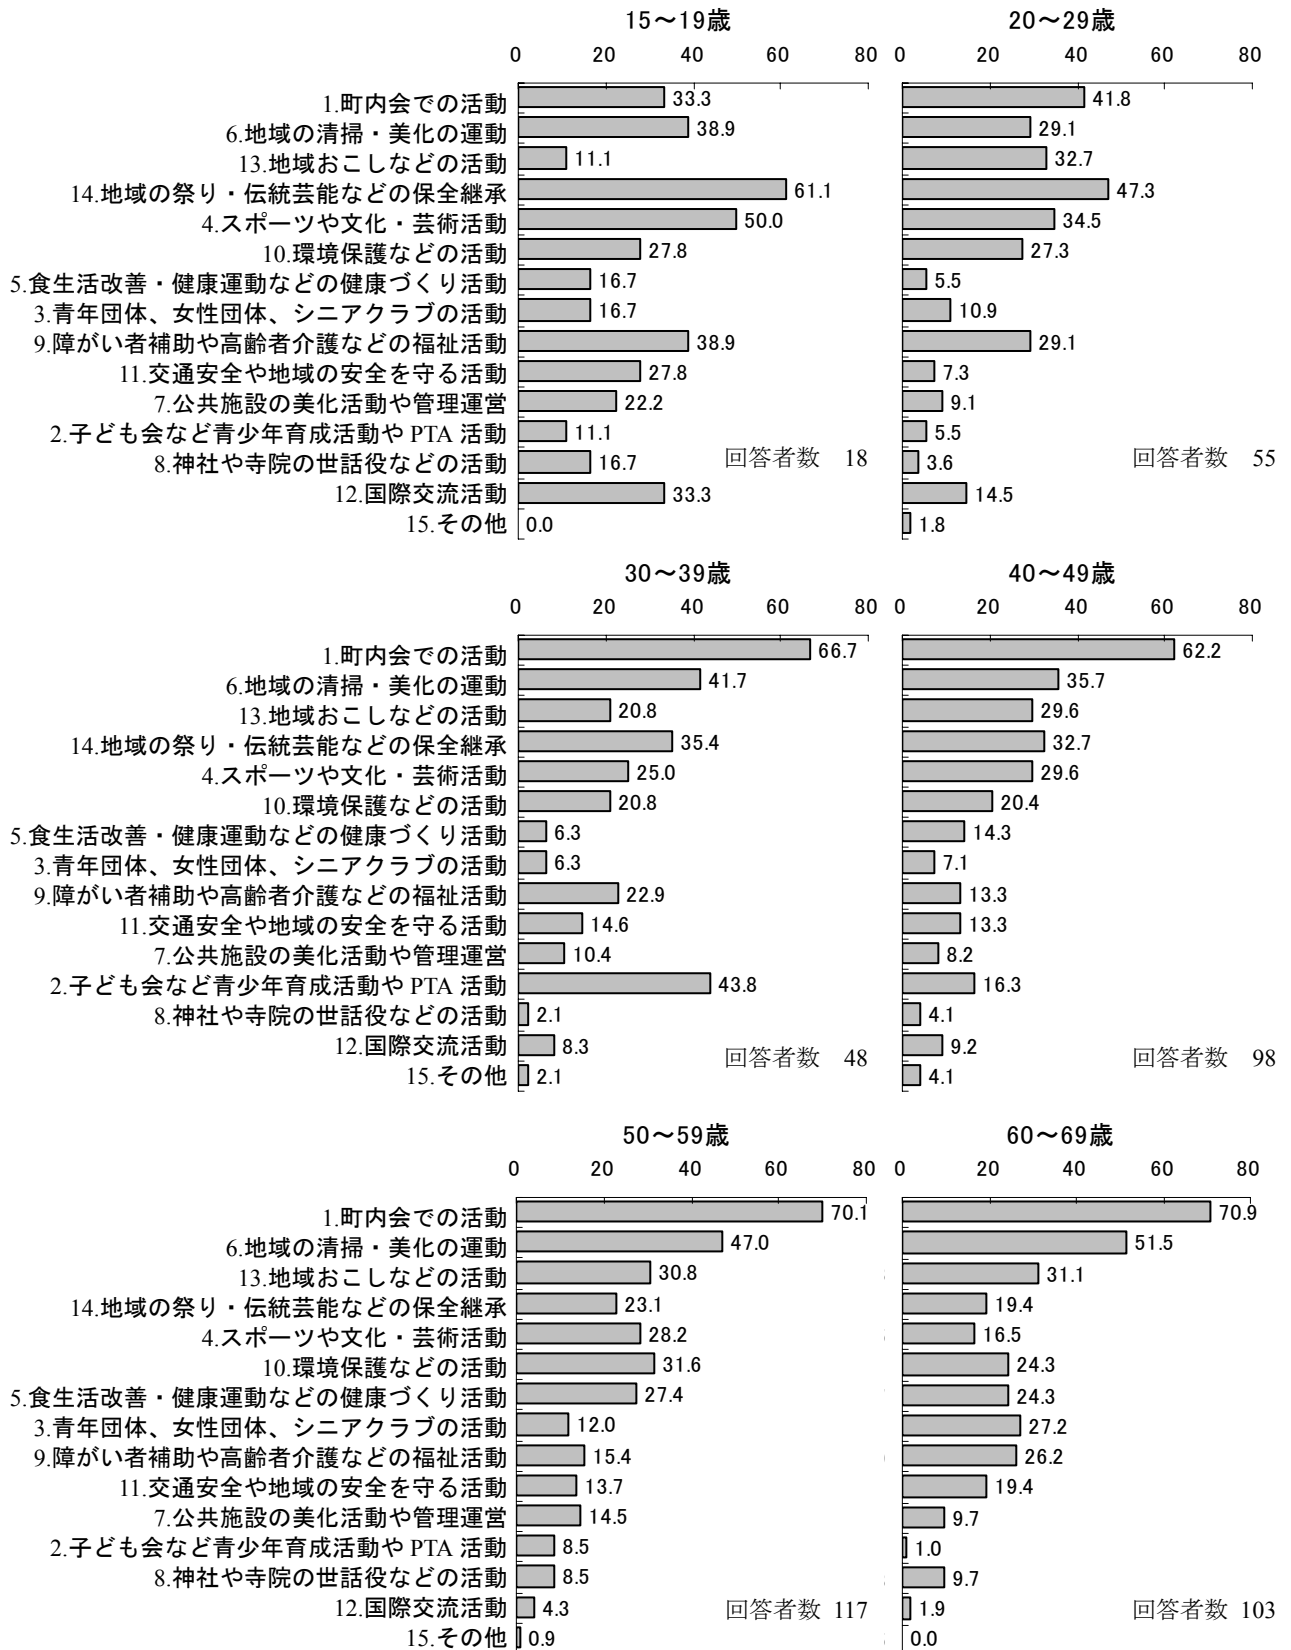 15～19歳 20～29歳
0 20 40 60 80 0 20 40 60 80
1.町内会での活動 33.3 41.8
6.地域の清掃・美化の運動 38.9 29.1
13.地域おこしなどの活動 11.1 32.7
14.地域の祭り・伝統芸能などの保全継承 61.1 47.3
4.スポーツや文化・芸術活動 50.0 34.5
10.環境保護などの活動 27.8 27.3
5.食生活改善・健康運動などの健康づくり活動 16.7 5.5
3.青年団体、女性団体、シニアクラブの活動 16.7 10.9
9.障がい者補助や高齢者介護などの福祉活動 38.9 29.1
11.交通安全や地域の安全を守る活動 27.8 7.3
7.公共施設の美化活動や管理運営 22.2 9.1
2.子ども会など青少年育成活動や PTA 活動 11.1 5.5
8.神社や寺院の世話役などの活動 16.7 回答者数 18 3.6 回答者数 55
12.国際交流活動 33.3 14.5
15.その他 0.0 1.8
30～39歳 40～49歳
0 20 40 60 80 0 20 40 60 80
1.町内会での活動 66.7 62.2
6.地域の清掃・美化の運動 41.7 35.7
13.地域おこしなどの活動 20.8 29.6
14.地域の祭り・伝統芸能などの保全継承 35.4 32.7
4.スポーツや文化・芸術活動 25.0 29.6
10.環境保護などの活動 20.8 20.4
5.食生活改善・健康運動などの健康づくり活動 6.3 14.3
3.青年団体、女性団体、シニアクラブの活動 6.3 7.1
9.障がい者補助や高齢者介護などの福祉活動 22.9 13.3
11.交通安全や地域の安全を守る活動 14.6 13.3
7.公共施設の美化活動や管理運営 10.4 8.2
2.子ども会など青少年育成活動や PTA 活動 43.8 16.3
8.神社や寺院の世話役などの活動 2.1 4.1
12.国際交流活動 8.3 回答者数 48 9.2 回答者数 98
15.その他 2.1 4.1
50～59歳 60～69歳
0 20 40 60 80 0 20 40 60 80
1.町内会での活動 70.1 70.9
6.地域の清掃・美化の運動 47.0 51.5
13.地域おこしなどの活動 30.8 31.1
14.地域の祭り・伝統芸能などの保全継承 23.1 19.4
4.スポーツや文化・芸術活動 28.2 16.5
10.環境保護などの活動 31.6 24.3
5.食生活改善・健康運動などの健康づくり活動 27.4 24.3
3.青年団体、女性団体、シニアクラブの活動 12.0 27.2
9.障がい者補助や高齢者介護などの福祉活動 15.4 26.2
11.交通安全や地域の安全を守る活動 13.7 19.4
7.公共施設の美化活動や管理運営 14.5 9.7
2.子ども会など青少年育成活動や PTA 活動 8.5 1.0
8.神社や寺院の世話役などの活動 8.5 9.7
12.国際交流活動 4.3 回答者数 117 1.9 回答者数 103
15.その他 0.9 0.0